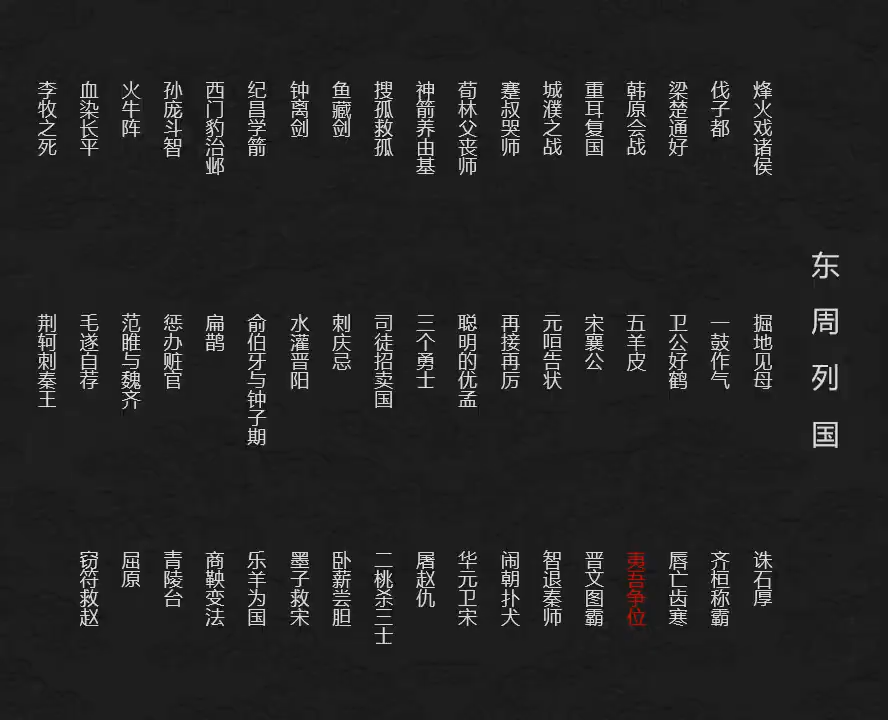 东周列国
烽火戏诸侯
掘地见母
诛石厚
伐子都
一鼓作气
齐桓称霸
梁楚通好
卫公好鹤
唇亡齿寒
韩原会战
五羊皮
夷吾争位
重耳复国
宋襄公
晋文图霸
城濮之战
元咺告状
智退秦师
蹇叔哭师
再接再厉
闹朝扑犬
荀林父丧师
聪明的优孟
华元卫宋
神箭养由基
三个勇士
屠赵仇
搜孤救孤
司徒招卖国
二桃杀三士
鱼藏剑
刺庆忌
卧薪尝胆
钟离剑
水灌晋阳
墨子救宋
纪昌学箭
俞伯牙与钟子期
乐羊为国
西门豹治邺
扁鹊
商鞅变法
孙庞斗智
惩办赃官
青陵台
火牛阵
范雎与魏齐
屈原
血染长平
毛遂自荐
窃符救赵
李牧之死
荆轲刺秦王